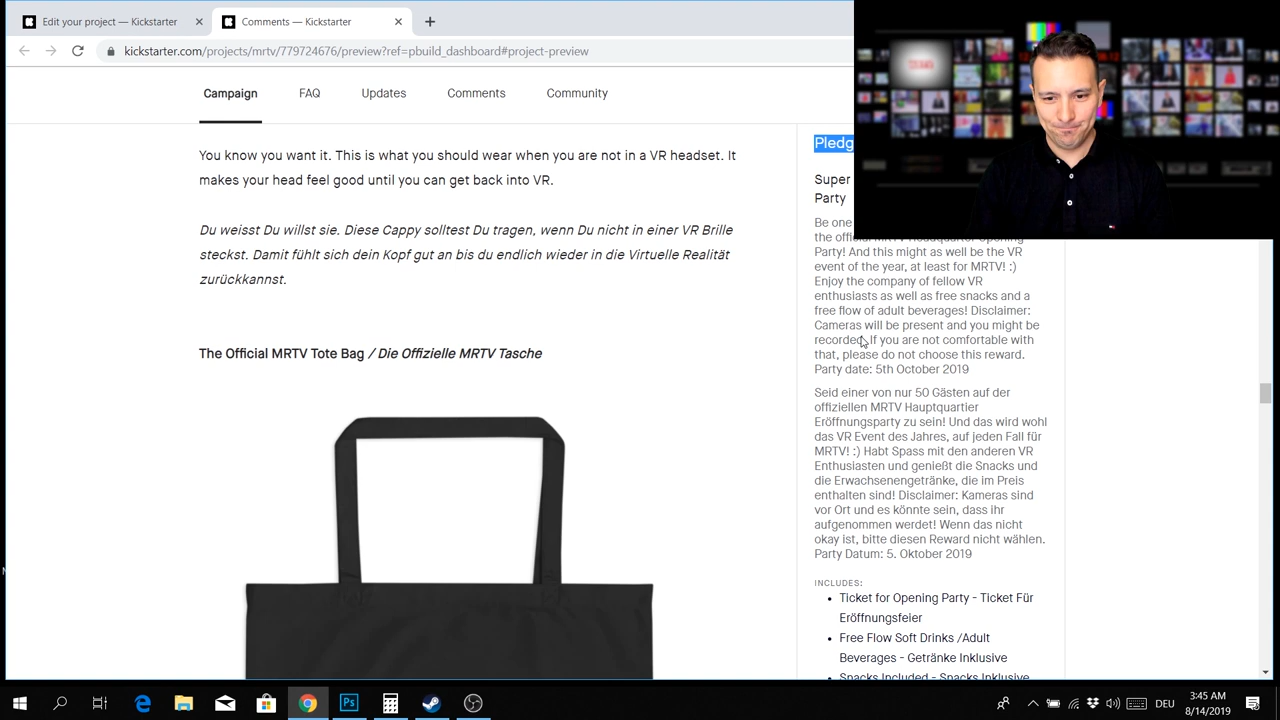 Edit your project — Kickstarter
Comments — Kickstarter
kickstarter.com/projects/mrtv/779724676/preview?ref=pbuild_dashboard#project-preview
Campaign
FAQ
Updates
Comments
Community
You know you want it. This is what you should wear when you are not in a VR headset. It
makes your head feel good until you can get back into VR.
Du weisst Du willst sie. Diese Cappy solltest Du tragen, wenn Du nicht in einer VR Brille
steckst. Damit fühlt sich dein Kopf gut an bis du endlich wieder in die Virtuelle Realität
zurückkannst.
The Official MRTV Tote Bag / Die Offizielle MRTV Tasche
Pledg
Super
Party
Be one
the official MRTV Headquarter Opening
Party! And this might as well be the VR
event of the year, at least for MRTV! :)
Enjoy the company of fellow VR
enthusiasts as well as free snacks and a
free flow of adult beverages! Disclaimer:
Cameras will be present and you might be
recorded. If you are not comfortable with
that, please do not choose this reward.
Party date: 5th October 2019
Seid einer von nur 50 Gästen auf der
offiziellen MRTV Hauptquartier
Eröffnungsparty zu sein! Und das wird wohl
das VR Event des Jahres, auf jeden Fall für
MRTV! :) Habt Spass mit den anderen VR
Enthusiasten und genießt die Snacks und
die Erwachsenengetränke, die im Preis
enthalten sind! Disclaimer: Kameras sind
vor Ort und es könnte sein, dass ihr
aufgenommen werdet! Wenn das nicht
okay ist, bitte diesen Reward nicht wählen.
Party Datum: 5. Oktober 2019
INCLUDES:
Ticket for Opening Party - Ticket Für
Eröffnungsfeier
Free Flow Soft Drinks /Adult
Beverages - Getränke Inklusive
Snacks Included - Snacks Inklusive
Ps
DEU
3:45 AM
8/14/2019